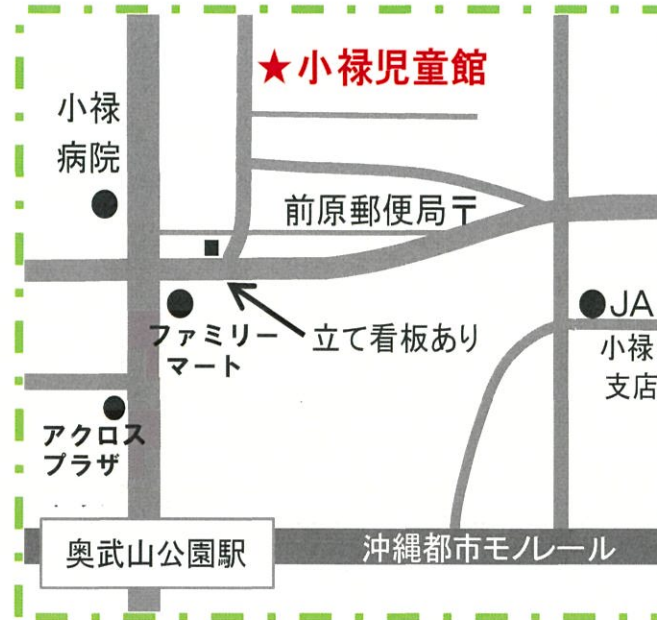 ★小禄児童館
小禄
病院
前原郵便局〒
JA
小禄
支店
ファミリー
マート
立て看板あり
アクロス
プラザ
奥武山公園駅
沖縄都市モノレール